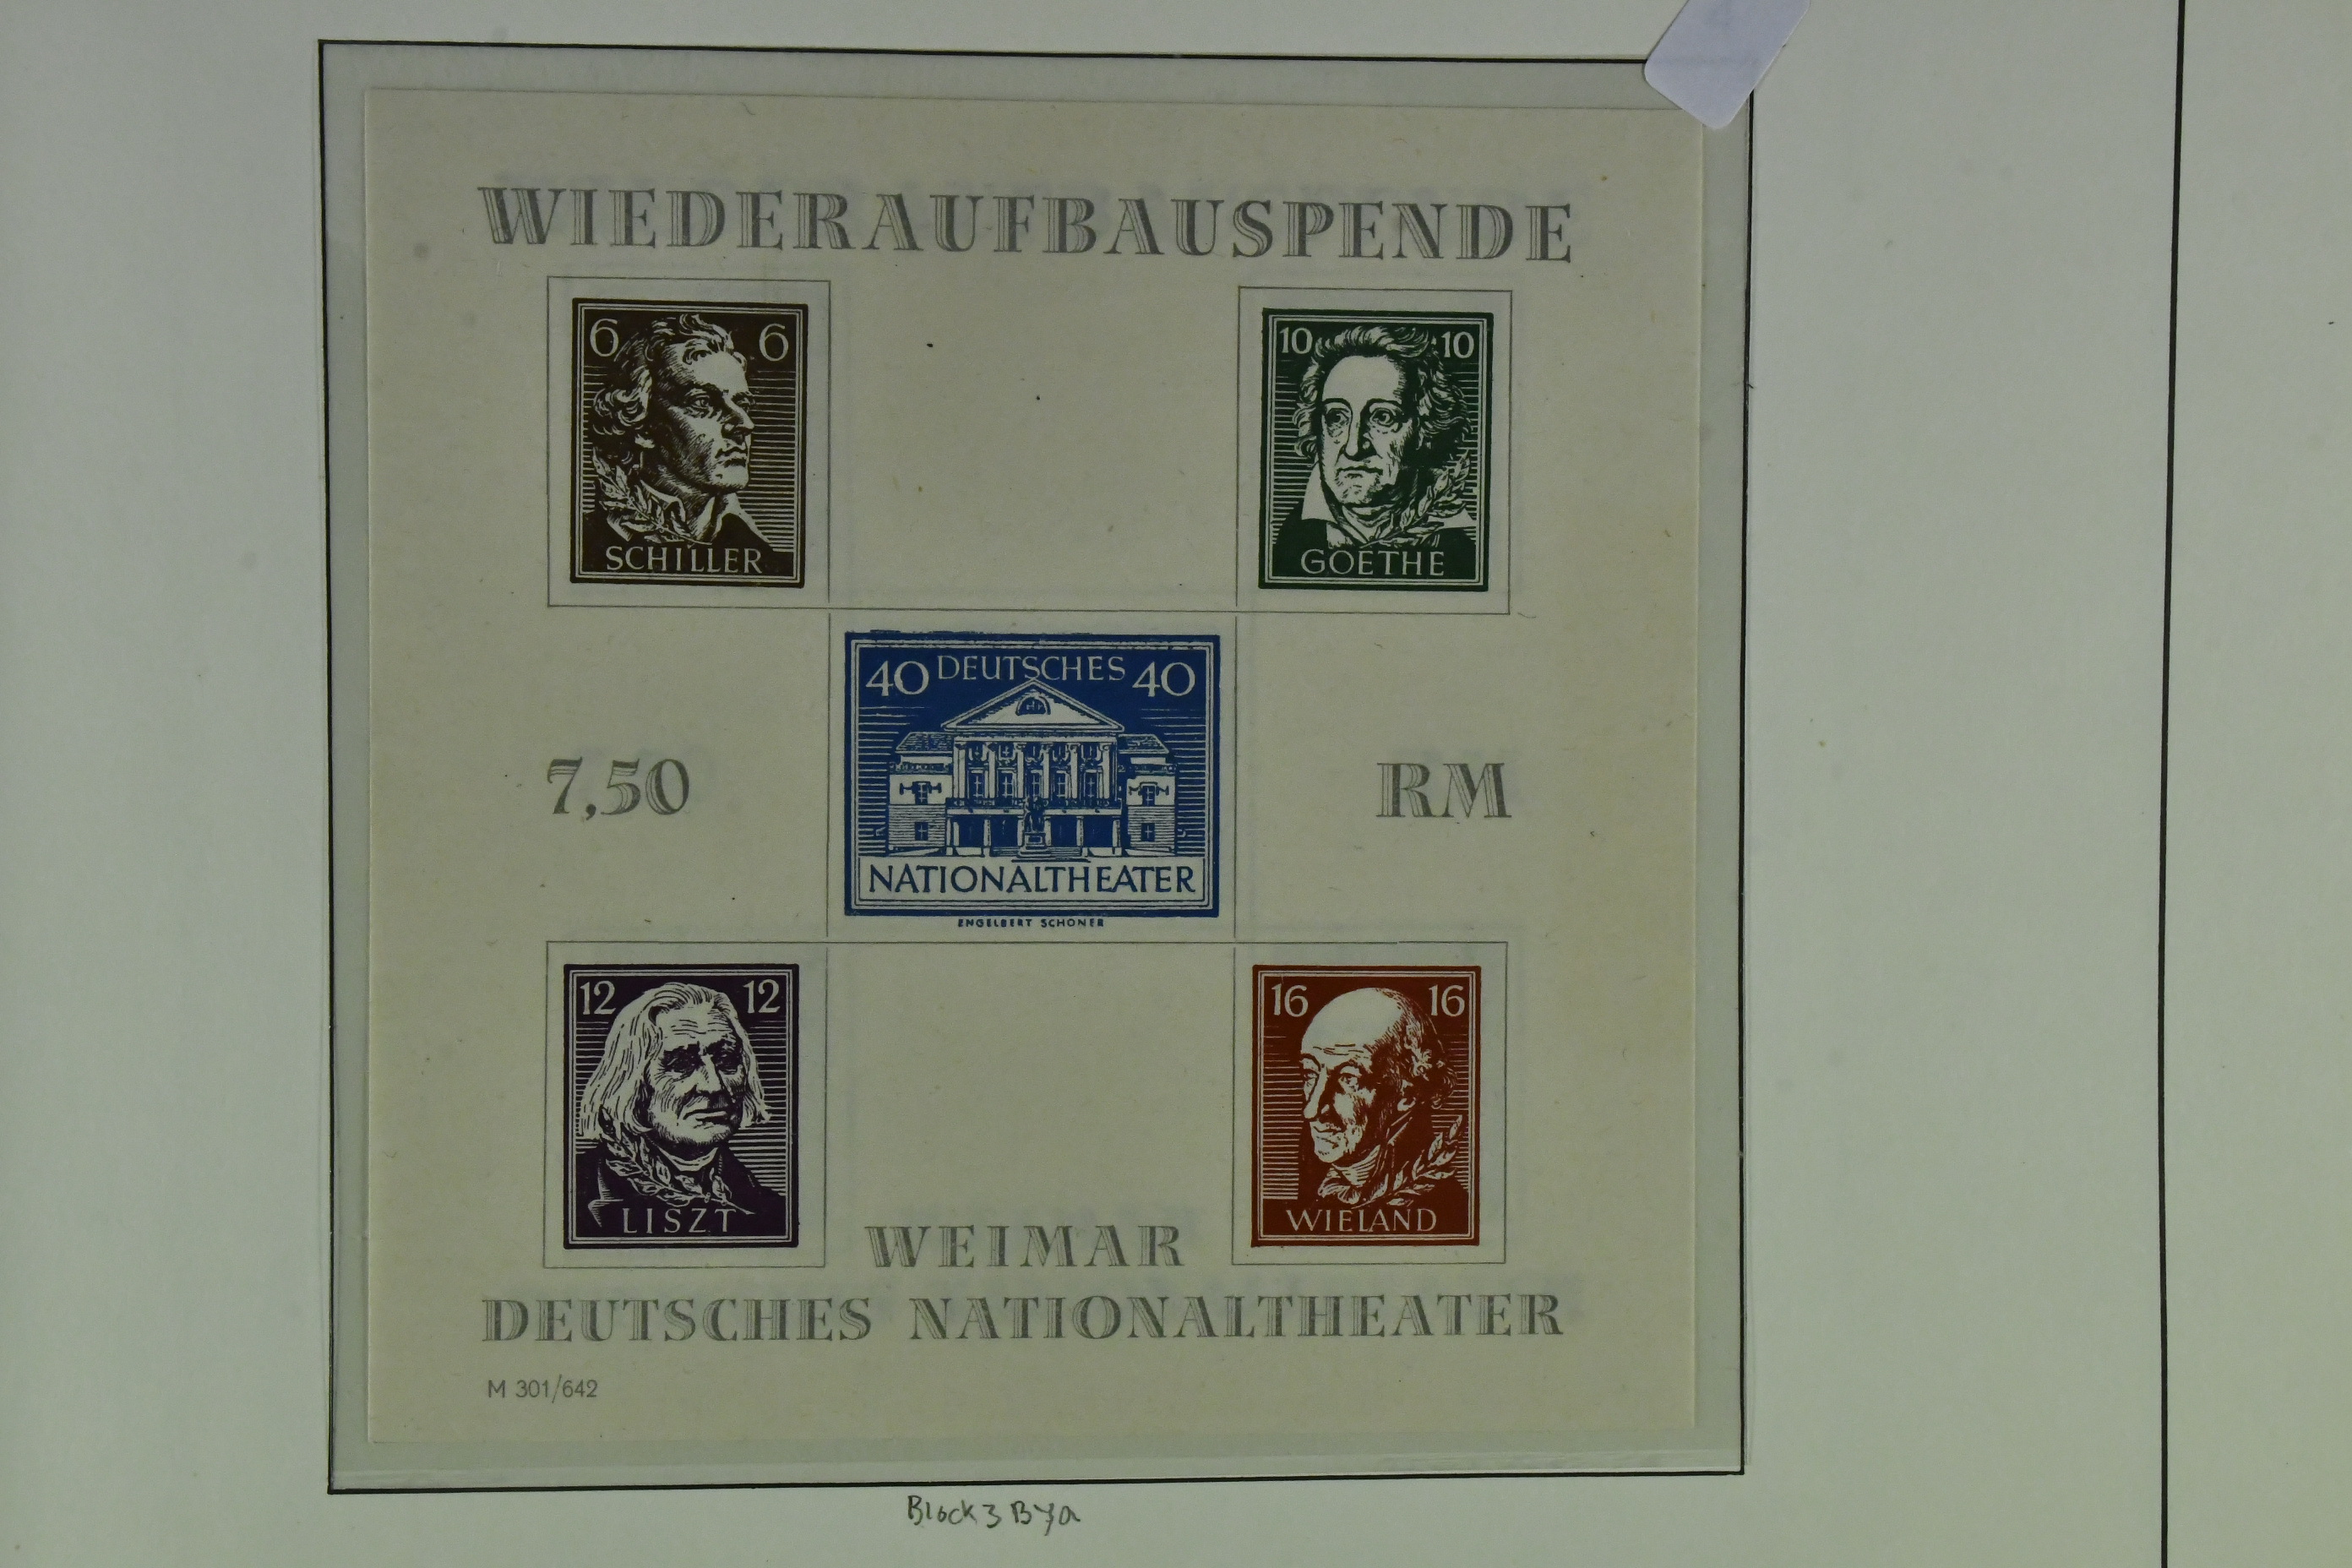 WIEDERAUFBAUSPENDE
6 6
SCHILLER
10 10
GOETHE
7,50
40 DEUTSCHES 40
NATIONALTHEATER
ENGELBERT SCHONER
RM
12 12
LISZT
16 16
WIELAND
WEIMAR
DEUTSCHES NATIONALTHEATER
M 301/642
Block 3 BYa